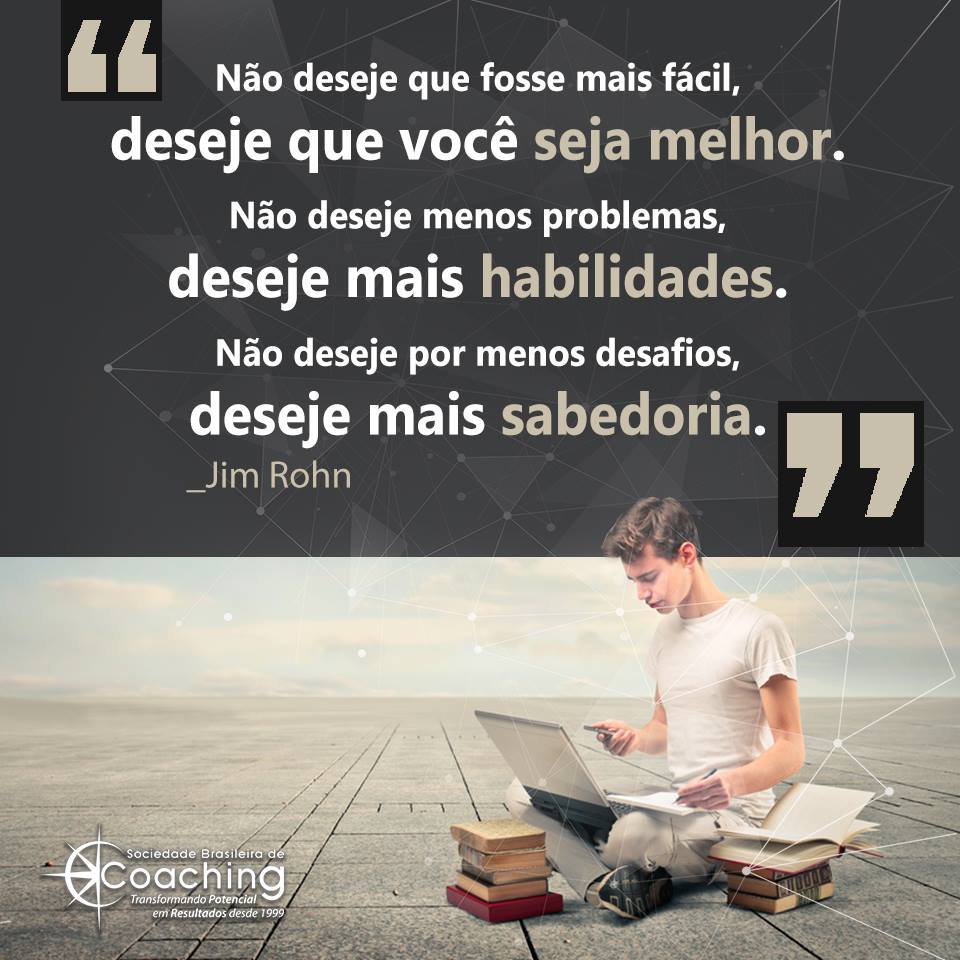 “
Não deseje que fosse mais fácil,
deseje que você seja melhor.
Não deseje menos problemas,
deseje mais habilidades.
Não deseje por menos desafios,
deseje mais sabedoria.
”
_Jim Rohn
Sociedade Brasileira de
Coaching
Transformando Potencial
em Resultados desde 1999